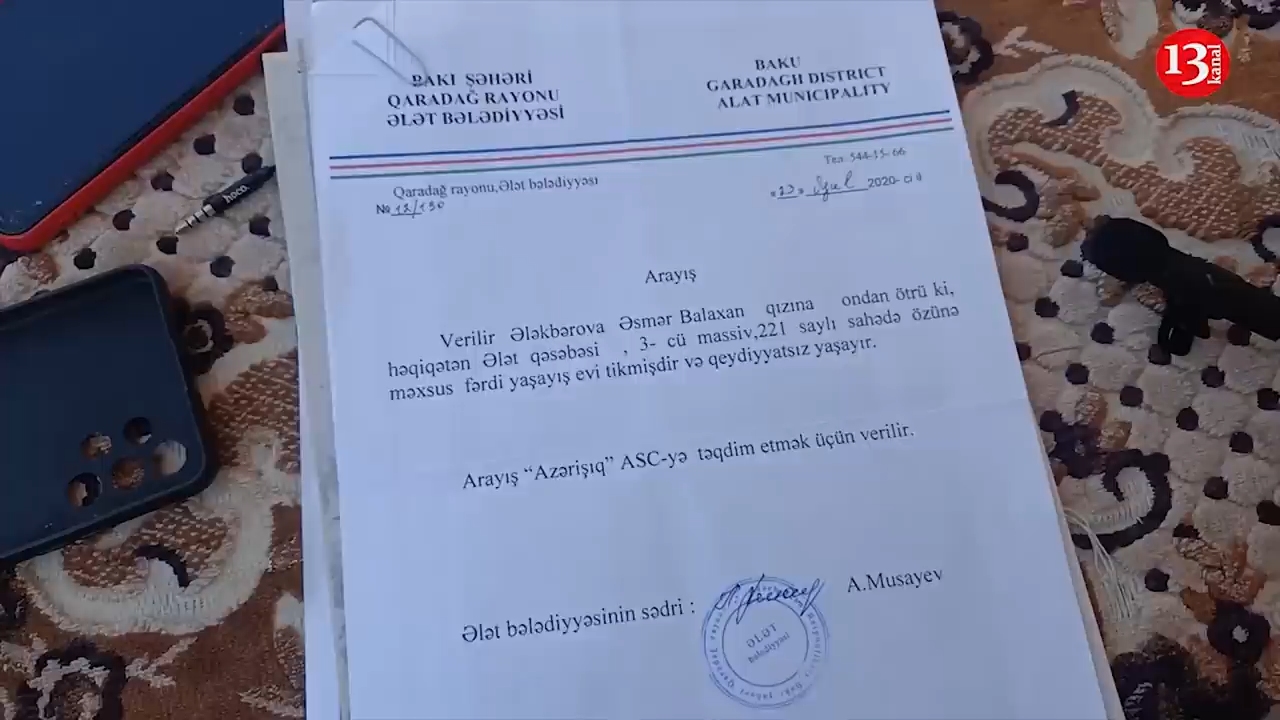 13
kanal
BAKI ŞƏHƏRİ
QARADAĞ RAYONU
ƏLƏT BƏLƏDİYYƏSİ
BAKU
GARADAGH DISTRICT
ALAT MUNICIPALITY
Тел. 544-15-66
Qaradağ rayonu,Ələt bələdiyyəsi
№ 12/130
"23" İyul 2020-ci il
hoco.
Arayış
Verilir Ələkbərova Əsmər Balaxan qızına ondan ötrü ki,
həqiqətən Ələt qəsəbəsi , 3- cü massiv,221 saylı sahədə özünə
məxsus fərdi yaşayış evi tikmişdir və qeydiyyatsız yaşayır.
Arayış “Azərişıq” ASC-yə təqdim etmək üçün verilir.
Ələt bələdiyyəsinin sədri :
A.Musayev
ƏLƏT
bələdiyyəsi